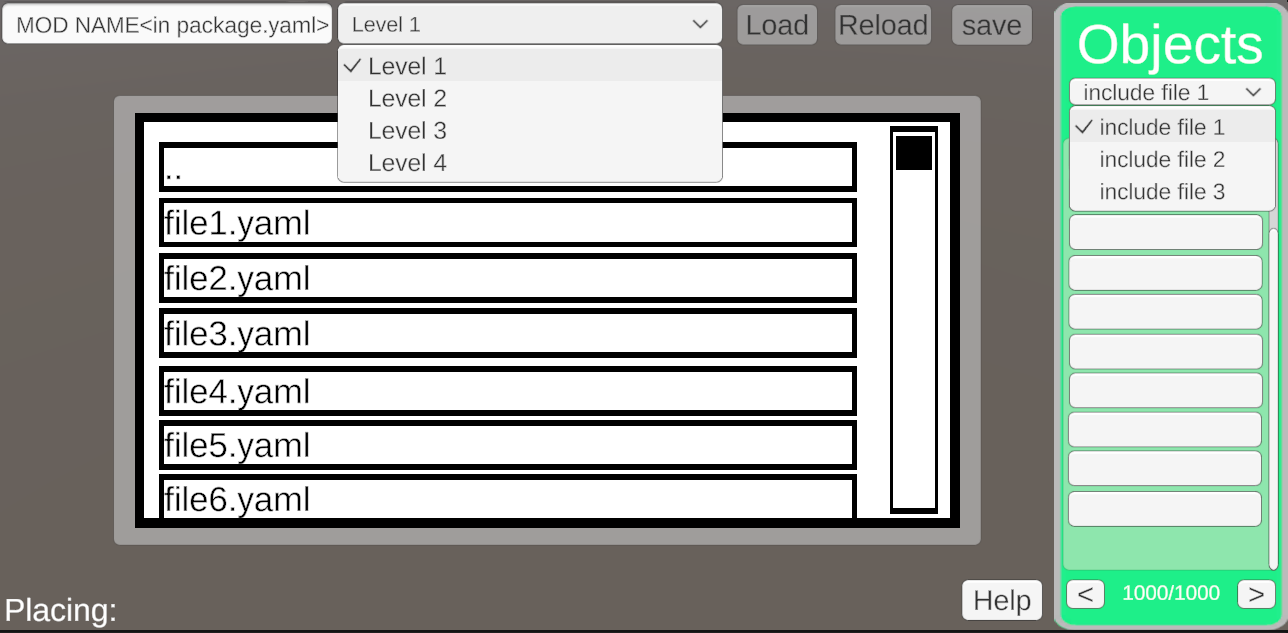 MOD NAME<in package.yaml>
Level 1
Load
Reload
save
Level 1
Level 2
Level 3
Level 4
..
file1.yaml
file2.yaml
file3.yaml
file4.yaml
file5.yaml
file6.yaml
Placing:
Help
Objects
include file 1
include file 1
include file 2
include file 3
<
1000/1000
>